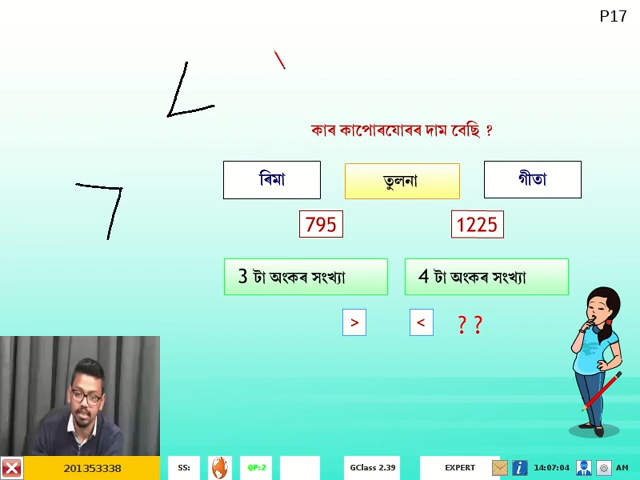 P17
কাৰ কাপোৰযোৰৰ দাম বেছি ?
ৰিমা তুলনা গীতা
795 1225
3 টা অংকৰ সংখ্যা 4 টা অংকৰ সংখ্যা
> < ??
201353338 SS: OP:2 GClass 2.39 EXPERT 14:07:04 AM